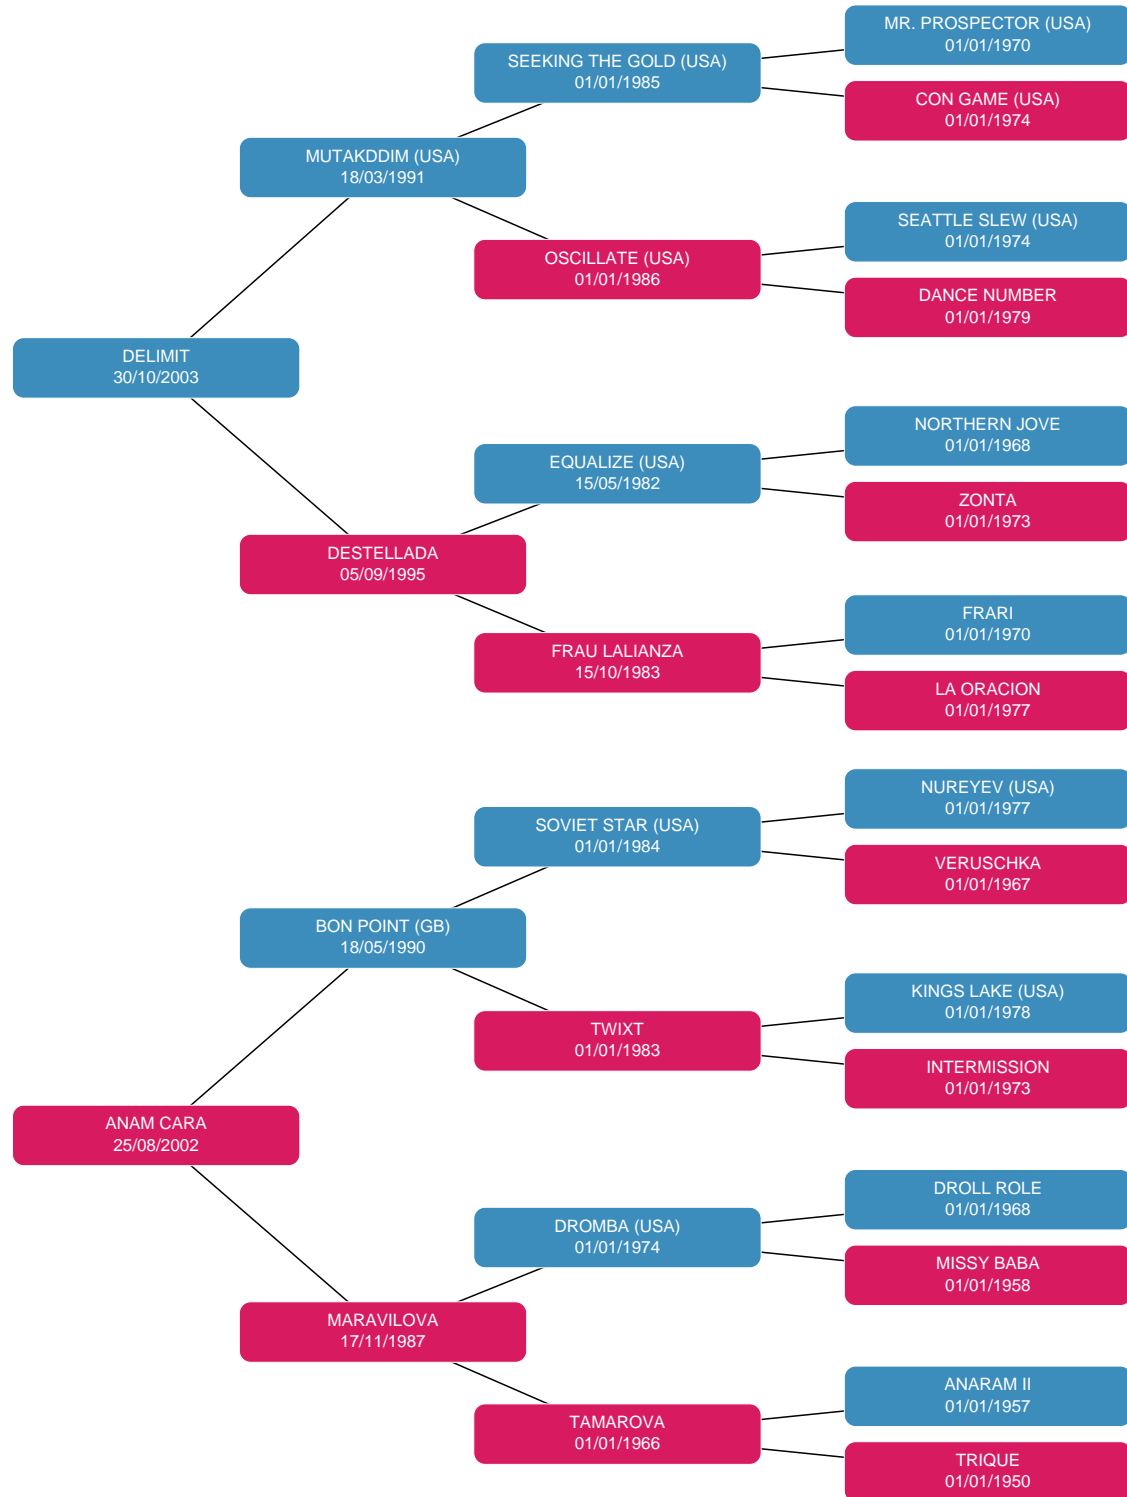 MR. PROSPECTOR (USA)
01/01/1970
SEEKING THE GOLD (USA)
01/01/1985
CON GAME (USA)
01/01/1974
MUTAKDDIM (USA)
18/03/1991
SEATTLE SLEW (USA)
01/01/1974
OSCILLATE (USA)
01/01/1986
DANCE NUMBER
01/01/1979
DELIMIT
30/10/2003
NORTHERN JOVE
01/01/1968
EQUALIZE (USA)
15/05/1982
ZONTA
01/01/1973
DESTELLADA
05/09/1995
FRARI
01/01/1970
FRAU LALIANZA
15/10/1983
LA ORACION
01/01/1977
NUREYEV (USA)
01/01/1977
SOVIET STAR (USA)
01/01/1984
VERUSCHKA
01/01/1967
BON POINT (GB)
18/05/1990
KINGS LAKE (USA)
01/01/1978
TWIXT
01/01/1983
INTERMISSION
01/01/1973
ANAM CARA
25/08/2002
DROLL ROLE
01/01/1968
DROMBA (USA)
01/01/1974
MISSY BABA
01/01/1958
MARAVILOVA
17/11/1987
ANARAM II
01/01/1957
TAMAROVA
01/01/1966
TRIQUE
01/01/1950